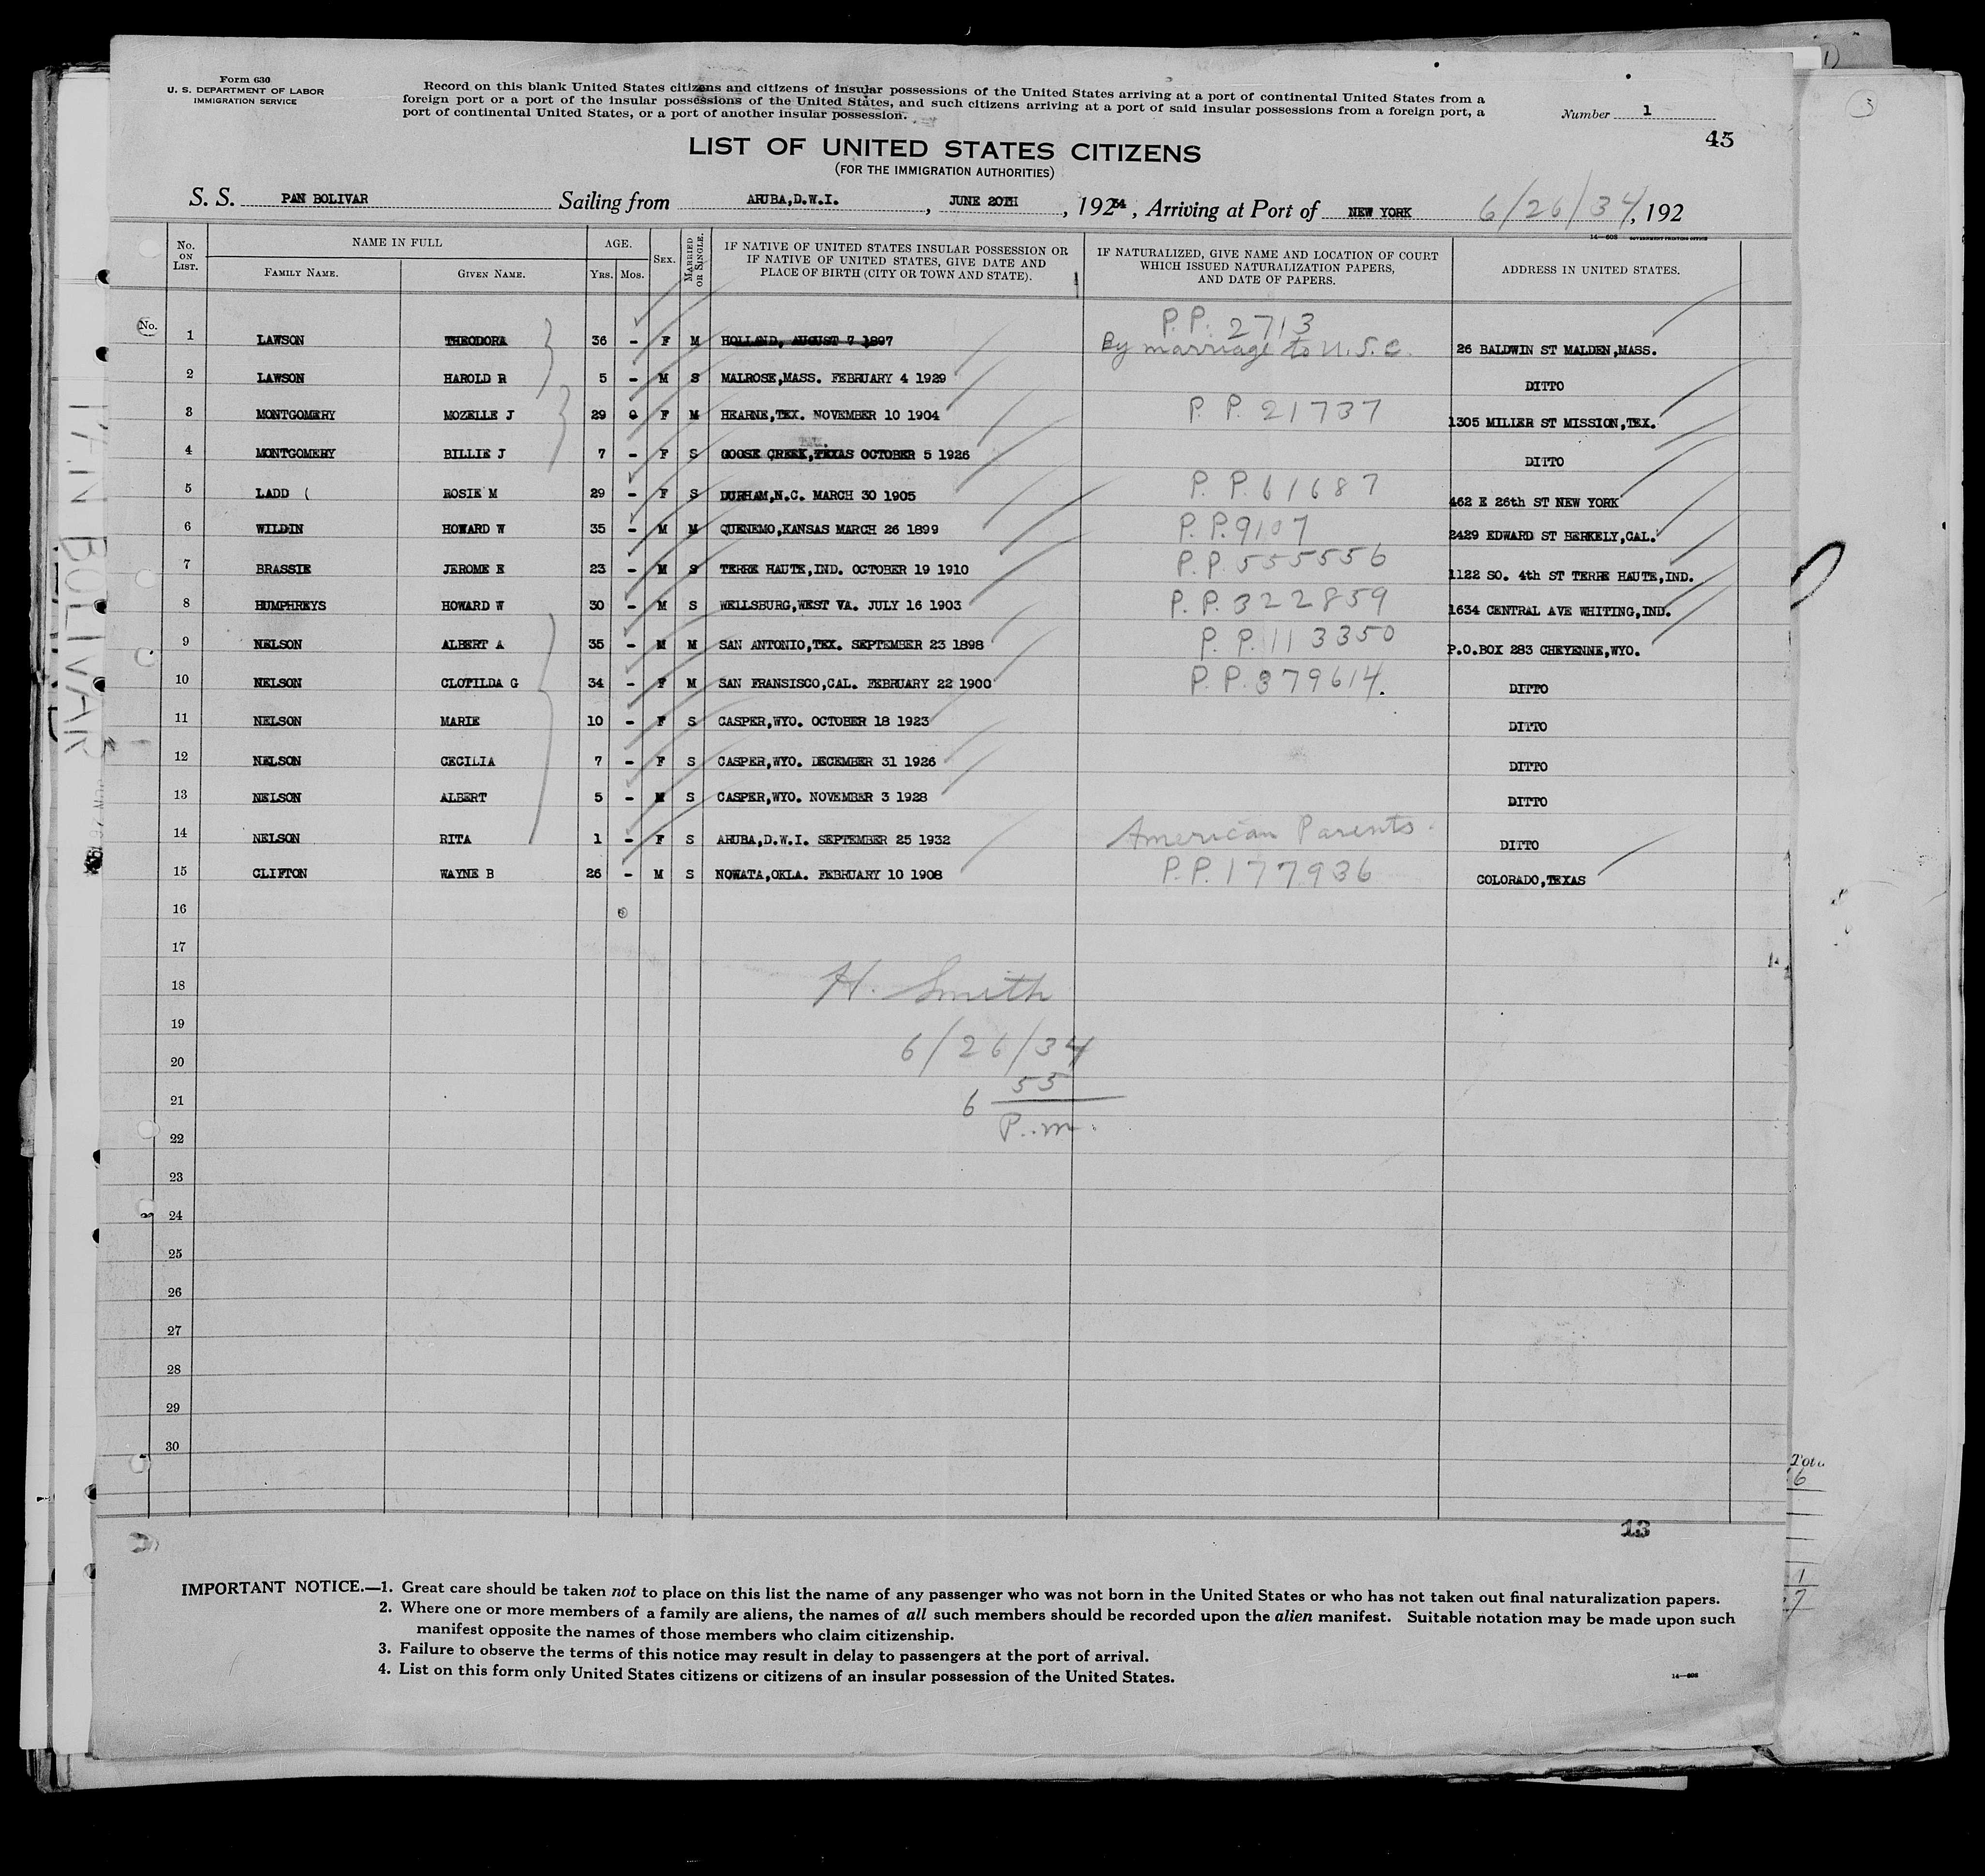 Form 630
U. S. DEPARTMENT OF LABOR
IMMIGRATION SERVICE
Record on this blank United States citizens and citizens of insular possessions of the United States arriving at a port of continental United States from a
foreign port or a port of the insular possessions of the United States, and such citizens arriving at a port of said insular possessions from a foreign port, a
port of continental United States, or a port of another insular possession.
Number 1
45
LIST OF UNITED STATES CITIZENS
(FOR THE IMMIGRATION AUTHORITIES)
S. S. PAN BOLIVAR Sailing from ARUBA,D.W.I. , JUNE 20TH , 19234 , Arriving at Port of NEW YORK 6/26/34, 192
14—608 GOVERNMENT PRINTING OFFICE
No. ON LIST. NAME IN FULL FAMILY NAME. GIVEN NAME. AGE. YRS. MOS. SEX. MARRIED OR SINGLE. IF NATIVE OF UNITED STATES INSULAR POSSESSION OR IF NATIVE OF UNITED STATES, GIVE DATE AND PLACE OF BIRTH (CITY OR TOWN AND STATE). IF NATURALIZED, GIVE NAME AND LOCATION OF COURT WHICH ISSUED NATURALIZATION PAPERS, AND DATE OF PAPERS. ADDRESS IN UNITED STATES.
No.
P.P. 2713
1 LAWSON THEODORA 36 - F M HOLLAND, AUGUST 7 1897 By marriage to U.S.C. 26 BALDWIN ST MALDEN,MASS.
2 LAWSON HAROLD R 5 - M S MALROSE,MASS. FEBRUARY 4 1929 DITTO
3 MONTGOMERY MOZELLE J 29 0 F M HEARNE,TEX. NOVEMBER 10 1904 P. P. 21737 1305 MILLER ST MISSION,TEX.
4 MONTGOMERY BILLIE J 7 - F S GOOSE CREEK,TEXAS OCTOBER 5 1926 DITTO
5 LADD ROSIE M 29 - F S DURHAM,N.C. MARCH 30 1905 P. P. 61687 462 E 26th ST NEW YORK
6 WILDIN HOWARD W 35 - M M QUENEMO,KANSAS MARCH 26 1899 P. P. 9107 2429 EDWARD ST BERKELY,CAL.
7 BRASSIE JEROME E 23 - M S TERRE HAUTE,IND. OCTOBER 19 1910 P. P. 555556 1122 SO. 4th ST TERRE HAUTE,IND.
8 HUMPHREYS HOWARD W 30 - M S WELLSBURG,WEST VA. JULY 16 1903 P. P. 322859 1634 CENTRAL AVE WHITING,IND.
9 NELSON ALBERT A 35 - M M SAN ANTONIO,TEX. SEPTEMBER 23 1898 P. P. 113350 P.O.BOX 283 CHEYENNE,WYO.
10 NELSON CLOTILDA G 34 - F M SAN FRANSISCO,CAL. FEBRUARY 22 1900 P. P. 379614. DITTO
11 NELSON MARIE 10 - F S CASPER,WYO. OCTOBER 18 1923 DITTO
12 NELSON CECILIA 7 - F S CASPER,WYO. DECEMBER 31 1926 DITTO
13 NELSON ALBERT 5 - M S CASPER,WYO. NOVEMBER 3 1928 DITTO
14 NELSON RITA 1 - F S ARUBA,D.W.I. SEPTEMBER 25 1932 American Parents. DITTO
15 CLIFTON WAYNE B 26 - M S NOWATA,OKLA. FEBRUARY 10 1908 P.P. 177936 COLORADO,TEXAS
16
17
18 H. Smith
19
6/26/34
20
55
21 6
P.m.
22
23
24
25
26
27
28
29
30
13
IMPORTANT NOTICE.—1. Great care should be taken not to place on this list the name of any passenger who was not born in the United States or who has not taken out final naturalization papers.
2. Where one or more members of a family are aliens, the names of all such members should be recorded upon the alien manifest. Suitable notation may be made upon such
manifest opposite the names of those members who claim citizenship.
3. Failure to observe the terms of this notice may result in delay to passengers at the port of arrival.
4. List on this form only United States citizens or citizens of an insular possession of the United States.
14—608
PAN BOLIVAR
3